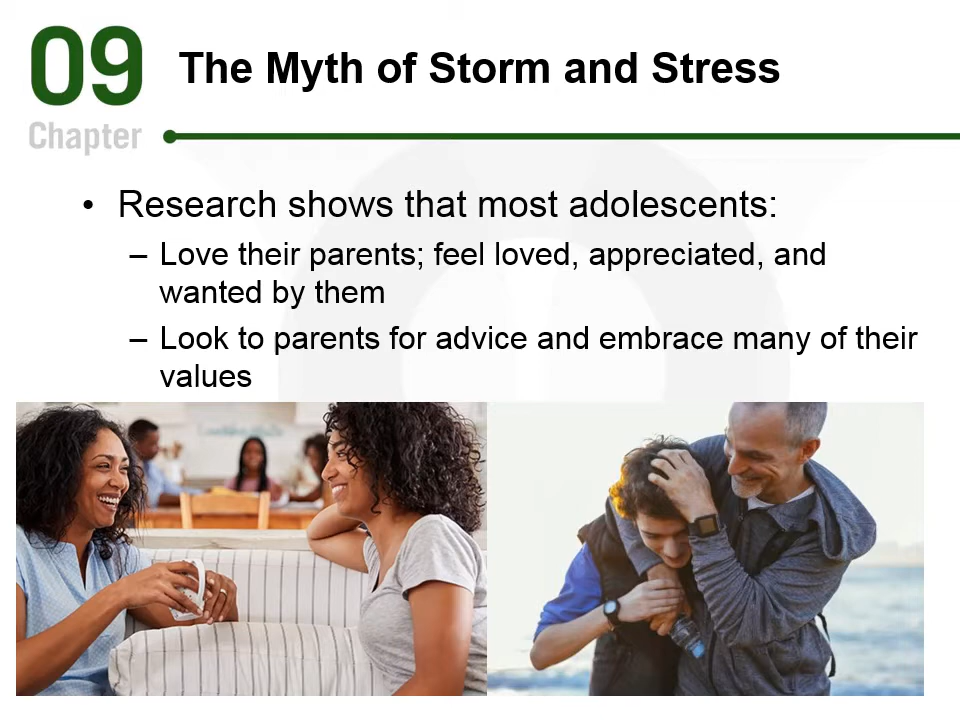 09
Chapter
The Myth of Storm and Stress
• Research shows that most adolescents:
– Love their parents; feel loved, appreciated, and
wanted by them
– Look to parents for advice and embrace many of their
values